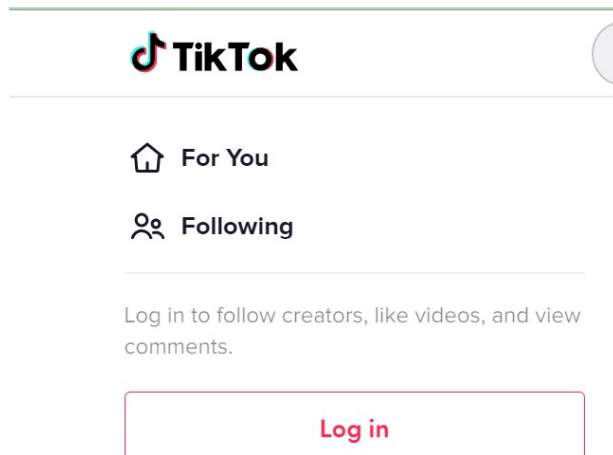 TikTok
For You
Following
Log in to follow creators, like videos, and view
comments.
Log in